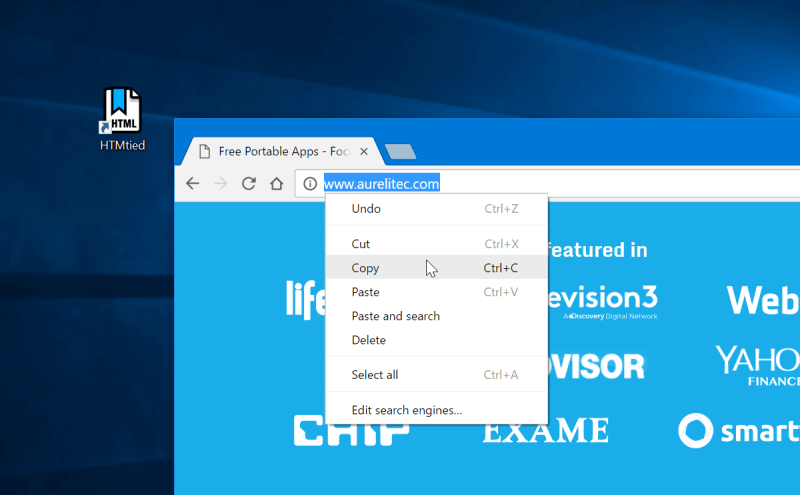 HTML
HTMtied
Free Portable Apps - Foc
www.aurelitec.com
Undo Ctrl+Z
Cut Ctrl+X
Copy Ctrl+C
Paste Ctrl+V
Paste and search
Delete
Select all Ctrl+A
Edit search engines...
featured in
life
evision3
A Discovery Digital Network
Web
VISOR
YAHO
FINANCE
CHIP
EXAME
smart